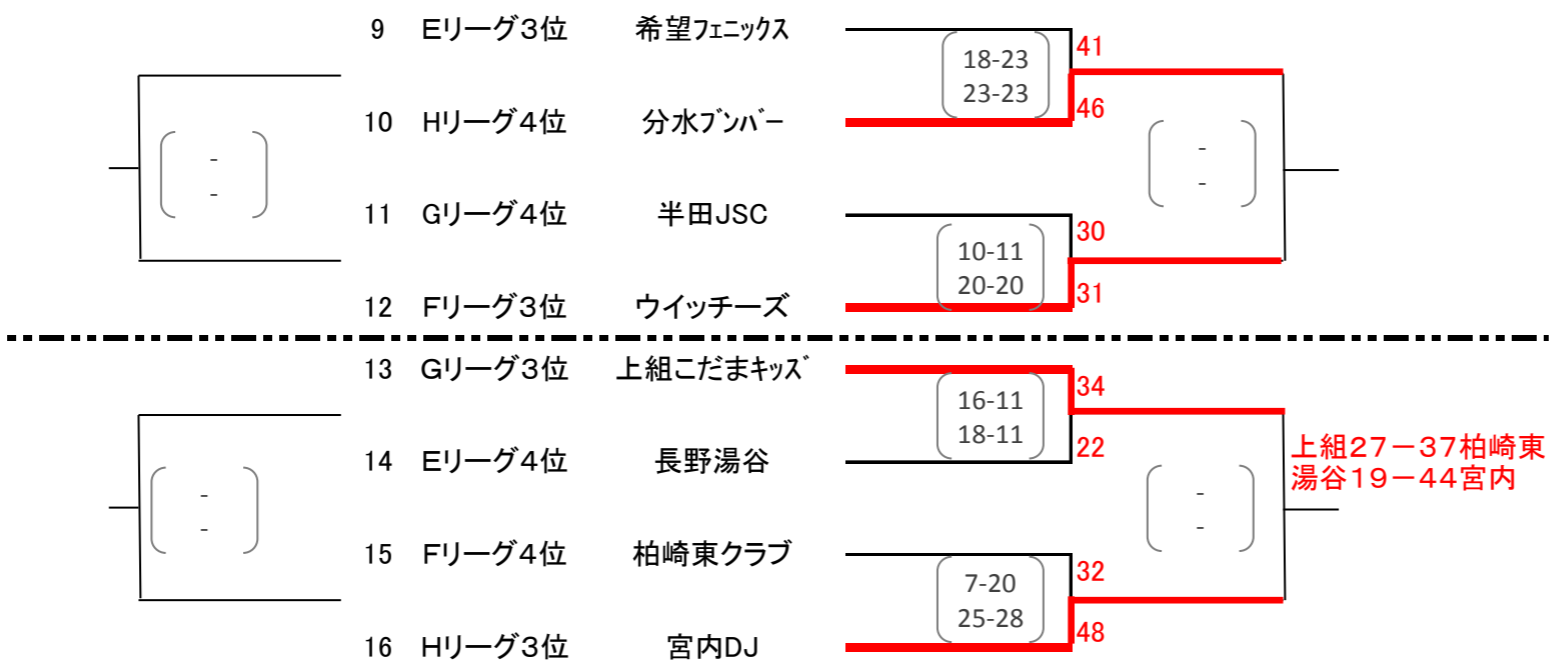 9 Eリーグ3位 希望フェニックス
18-23 41
23-23
10 Hリーグ4位 分水ブンバー 46
- -
- -
11 Gリーグ4位 半田JSC
10-11 30
20-20
12 Fリーグ3位 ウイッチーズ 31
13 Gリーグ3位 上組こだまキッズ
16-11 34
18-11
14 Eリーグ4位 長野湯谷 22
上組27－37柏崎東
湯谷19－44宮内
- -
- -
15 Fリーグ4位 柏崎東クラブ
7-20 32
25-28
16 Hリーグ3位 宮内DJ 48